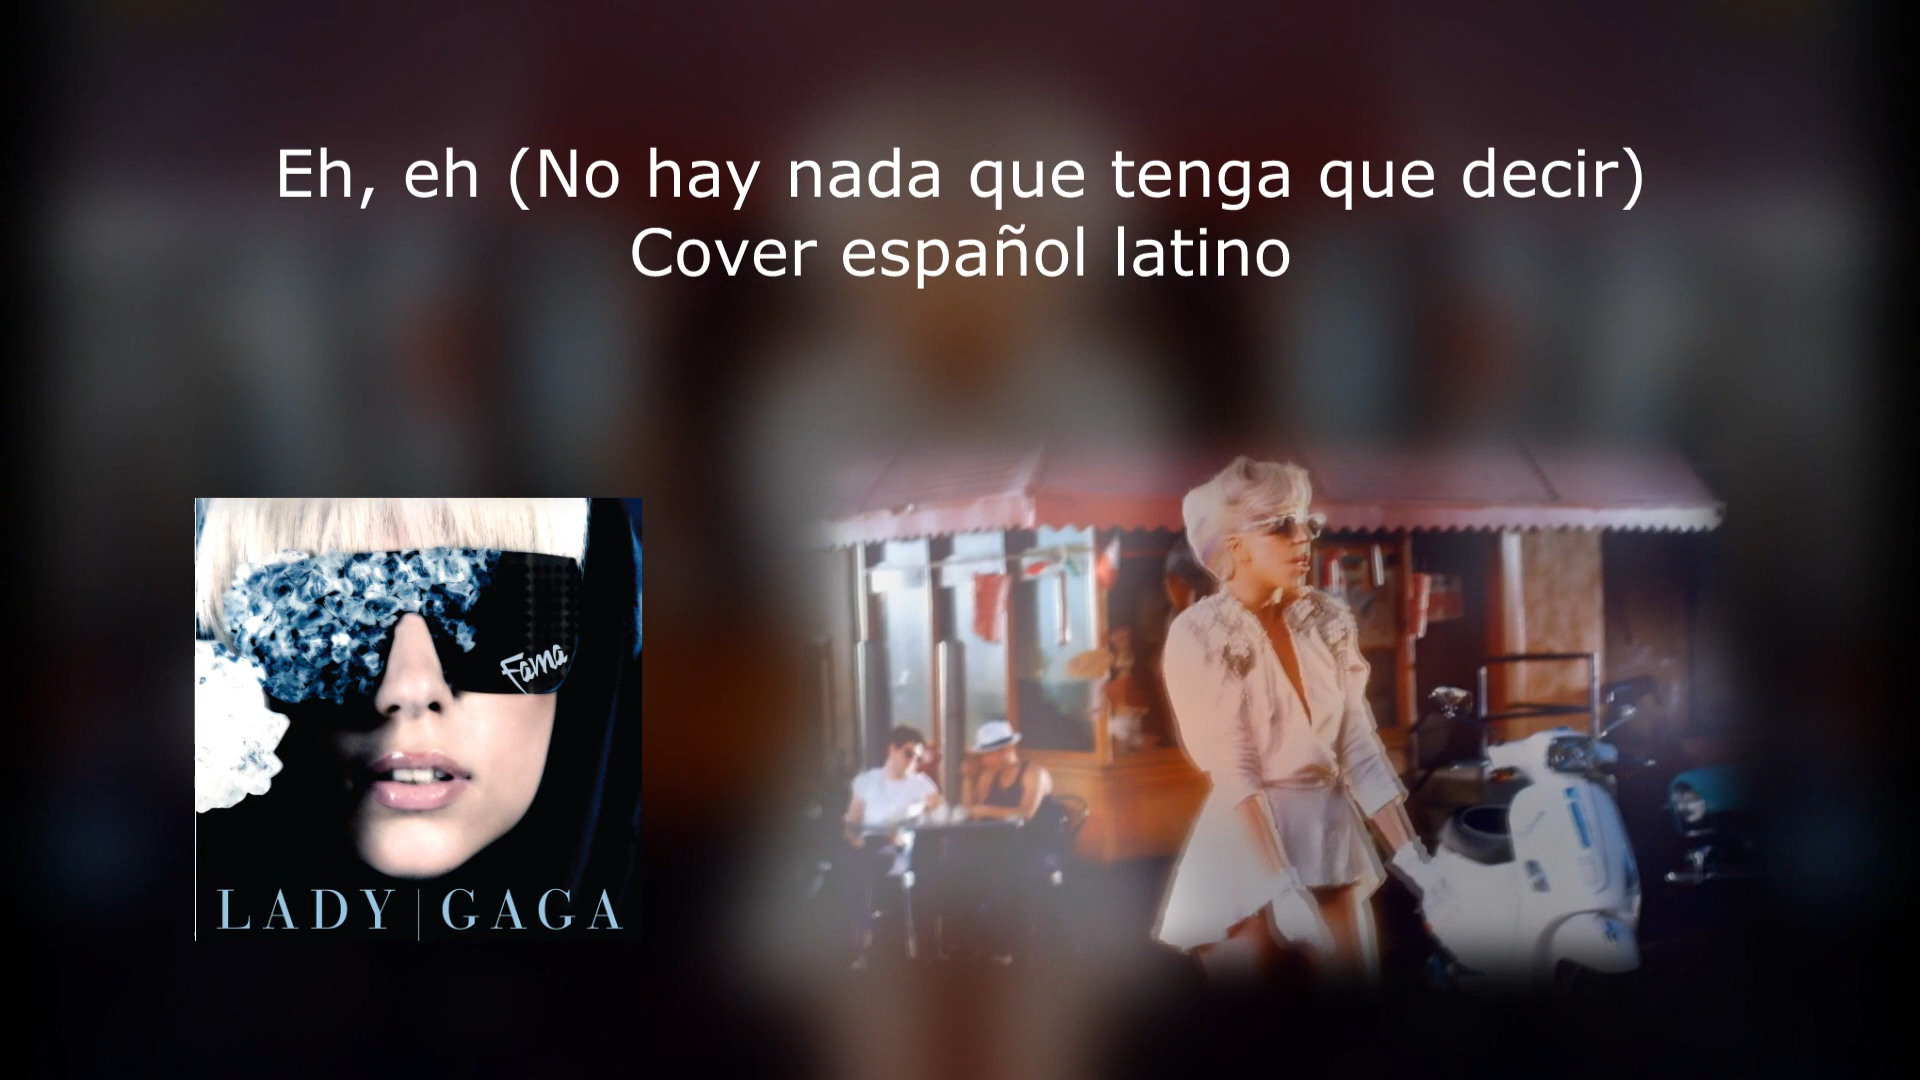 Eh, eh (No hay nada que tenga que decir)
Cover español latino
Fama
LADY | GAGA